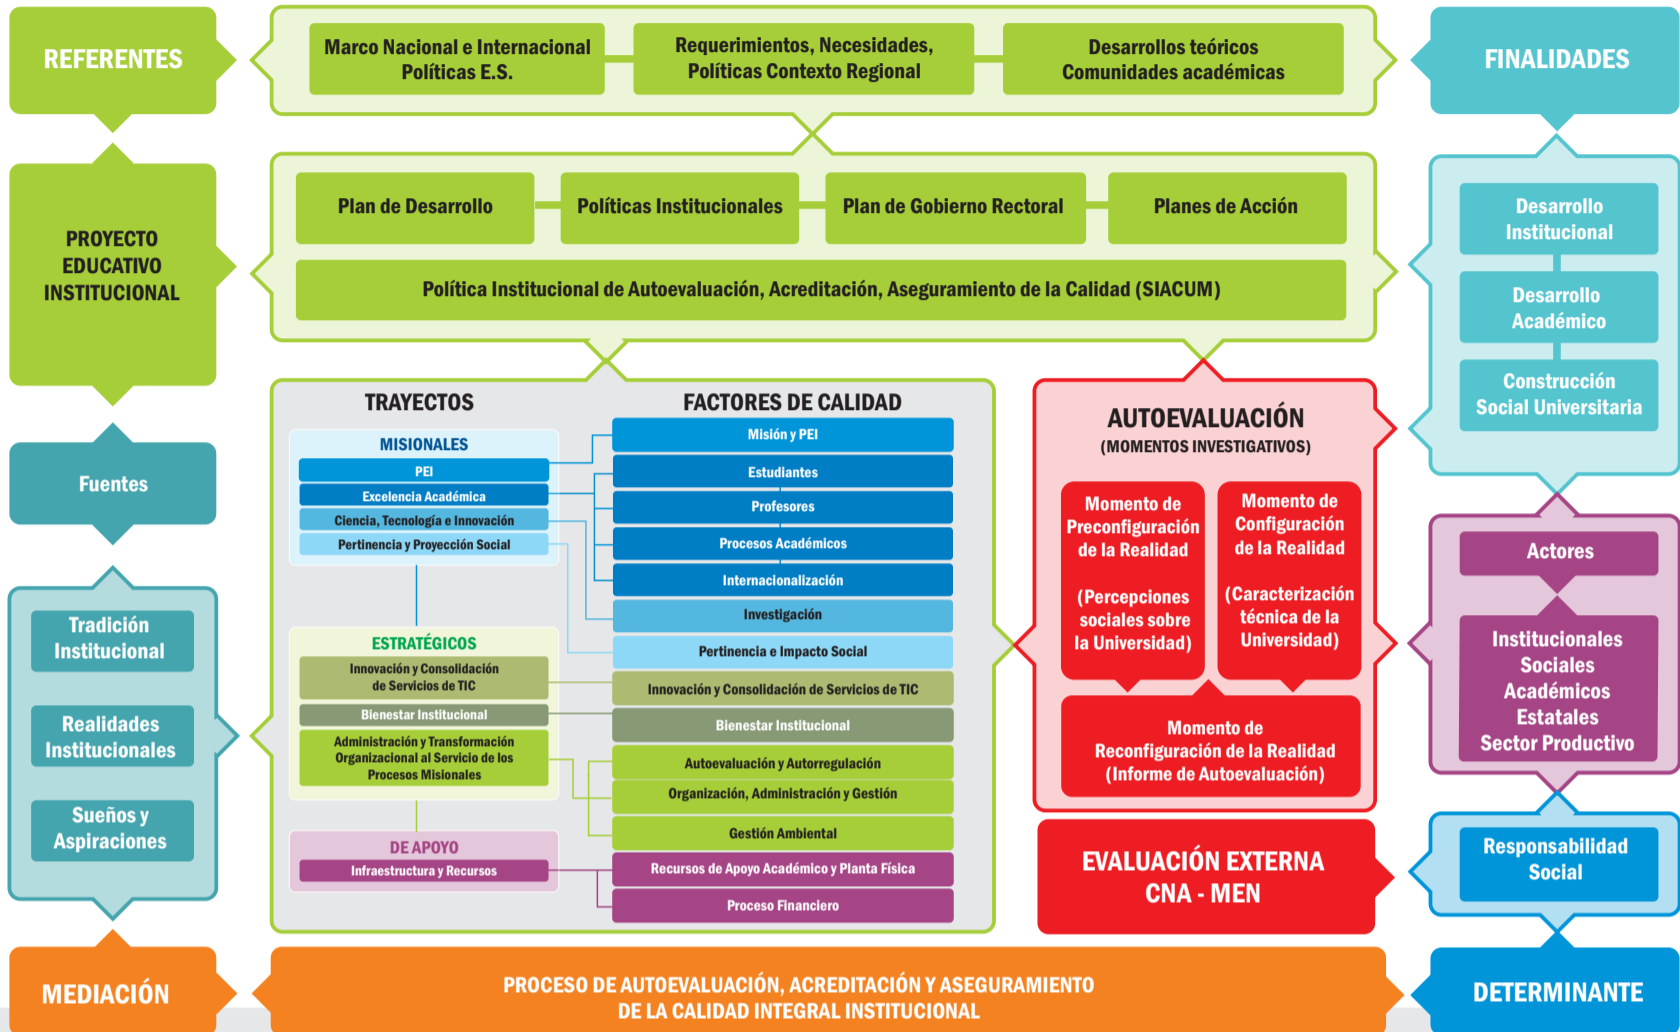 REFERENTES
Marco Nacional e Internacional
Políticas E.S.
Requerimientos, Necesidades,
Políticas Contexto Regional
Desarrollos teóricos
Comunidades académicas
FINALIDADES
PROYECTO
EDUCATIVO
INSTITUCIONAL
Plan de Desarrollo
Políticas Institucionales
Plan de Gobierno Rectoral
Planes de Acción
Política Institucional de Autoevaluación, Acreditación, Aseguramiento de la Calidad (SIACUM)
Desarrollo
Institucional
Desarrollo
Académico
Construcción
Social Universitaria
Fuentes
Tradición
Institucional
Realidades
Institucionales
Sueños y
Aspiraciones
TRAYECTOS
MISIONALES
PEI
Excelencia Académica
Ciencia, Tecnología e Innovación
Pertinencia y Proyección Social
ESTRATÉGICOS
Innovación y Consolidación
de Servicios de TIC
Bienestar Institucional
Administración y Transformación
Organizacional al Servicio de los
Procesos Misionales
DE APOYO
Infraestructura y Recursos
FACTORES DE CALIDAD
Misión y PEI
Estudiantes
Profesores
Procesos Académicos
Internacionalización
Investigación
Pertinencia e Impacto Social
Innovación y Consolidación de Servicios de TIC
Bienestar Institucional
Autoevaluación y Autorregulación
Organización, Administración y Gestión
Gestión Ambiental
Recursos de Apoyo Académico y Planta Física
Proceso Financiero
AUTOEVALUACIÓN
(MOMENTOS INVESTIGATIVOS)
Momento de
Preconfiguración
de la Realidad
(Percepciones
sociales sobre
la Universidad)
Momento de
Configuración
de la Realidad
(Caracterización
técnica de la
Universidad)
Momento de
Reconfiguración de la Realidad
(Informe de Autoevaluación)
EVALUACIÓN EXTERNA
CNA - MEN
Actores
Institucionales
Sociales
Académicos
Estatales
Sector Productivo
Responsabilidad
Social
MEDIACIÓN
PROCESO DE AUTOEVALUACIÓN, ACREDITACIÓN Y ASEGURAMIENTO
DE LA CALIDAD INTEGRAL INSTITUCIONAL
DETERMINANTE